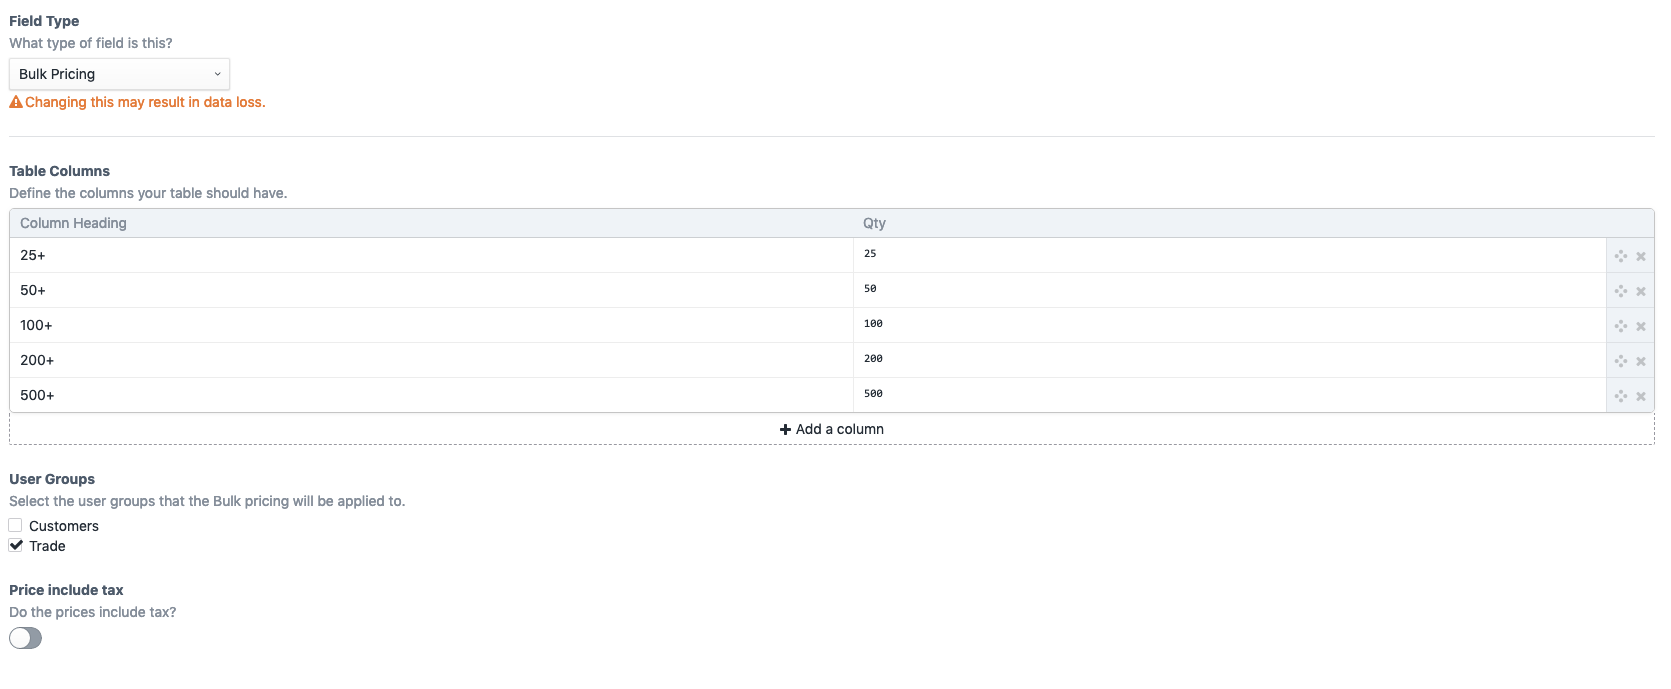 Field Type
What type of field is this?
Bulk Pricing
Changing this may result in data loss.
Table Columns
Define the columns your table should have.
Column Heading Qty
25+ 25
50+ 50
100+ 100
200+ 200
500+ 500
Add a column
User Groups
Select the user groups that the Bulk pricing will be applied to.
Customers
Trade
Price include tax
Do the prices include tax?